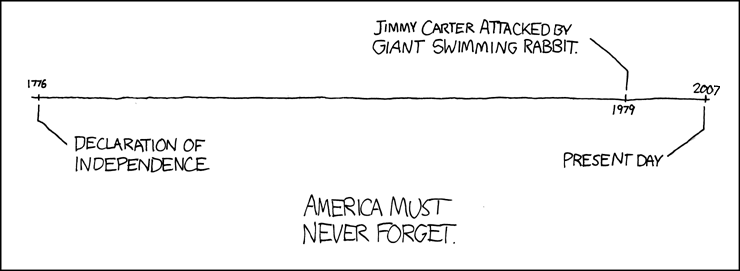 JIMMY CARTER ATTACKED BY
GIANT SWIMMING RABBIT.
1776
1979
2007
DECLARATION OF
INDEPENDENCE
PRESENT DAY
AMERICA MUST
NEVER FORGET.